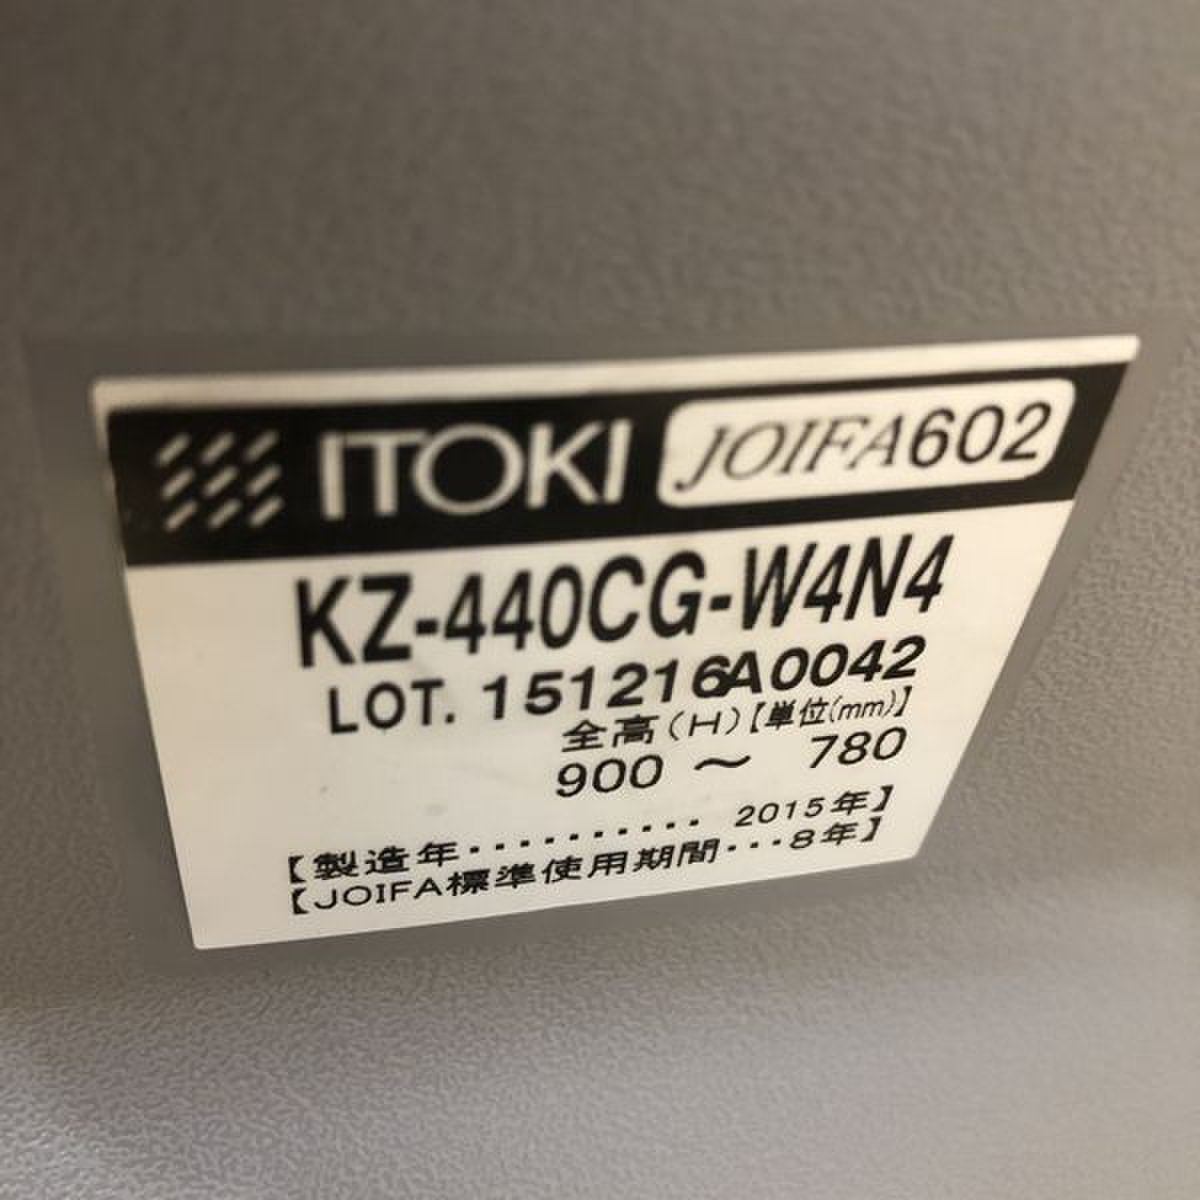 ITOKI JOIFA602
KZ-440CG-W4N4
LOT. 151216A0042
全高(H)【単位(mm)】
900 ～ 780
【製造年・・・・・・・・・・ 2015年】
【JOIFA標準使用期間・・・8年】